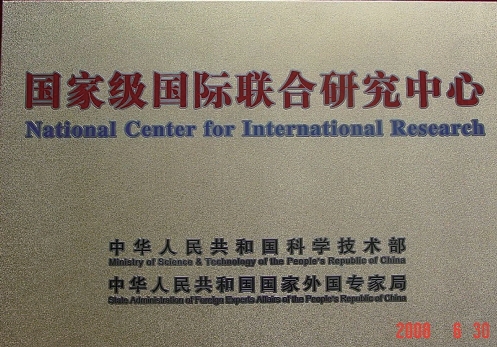 国家级国际联合研究中心
National Center for International Research
中华人民共和国科学技术部
Ministry of Science & Technology of the People's Republic of China
中华人民共和国国家外国专家局
State Administration of Foreign Experts Affairs of the People's Republic of China
2008 6 30